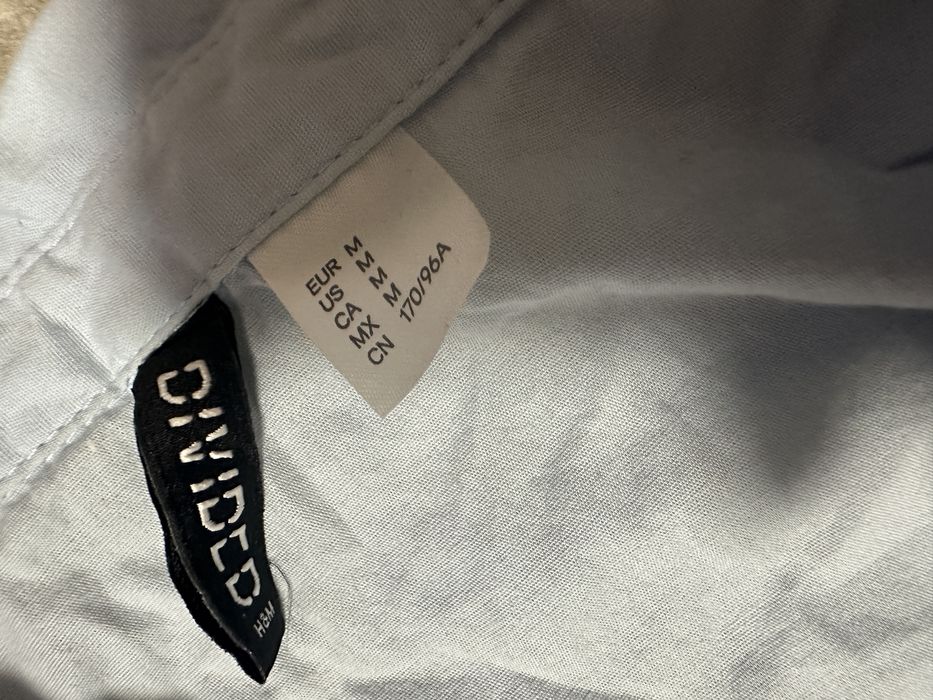 EUR M
US M
CA M
MX M
CN 170/96A
DIVIDED
H&M